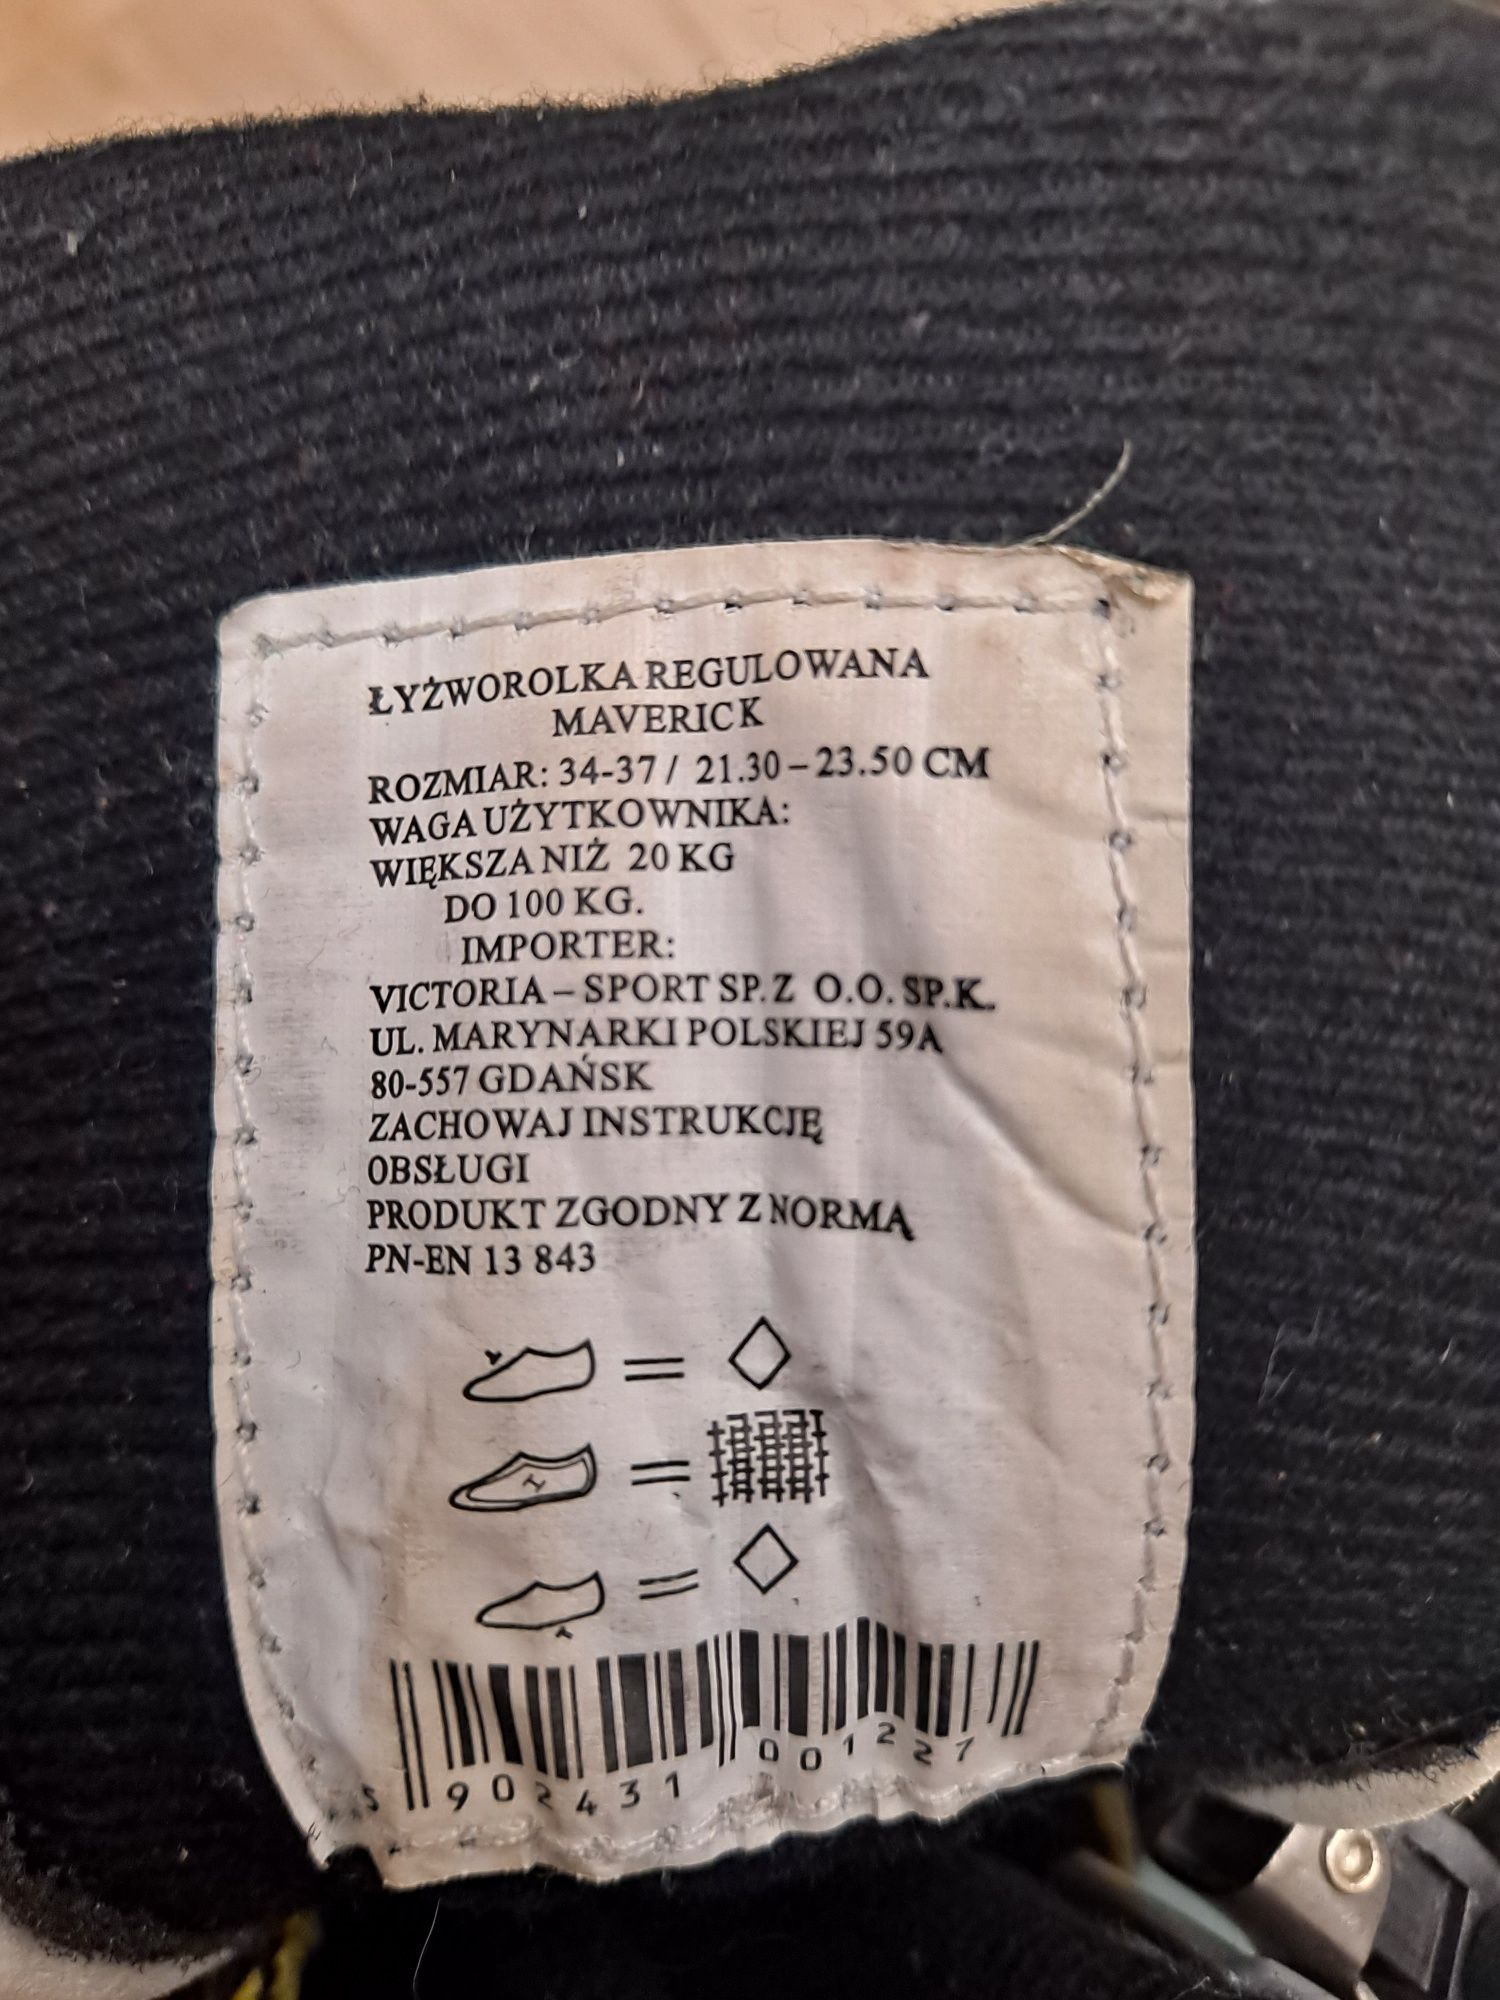 ŁYŻWOROLKA REGULOWANA
MAVERICK
ROZMIAR: 34-37 / 21.30 – 23.50 CM
WAGA UŻYTKOWNIKA:
WIĘKSZA NIŻ 20 KG
DO 100 KG.
IMPORTER:
VICTORIA – SPORT SP. Z O.O. SP.K.
UL. MARYNARKI POLSKIEJ 59A
80-557 GDAŃSK
ZACHOWAJ INSTRUKCJĘ
OBSŁUGI
PRODUKT ZGODNY Z NORMĄ
PN-EN 13 843
5 902431 001227